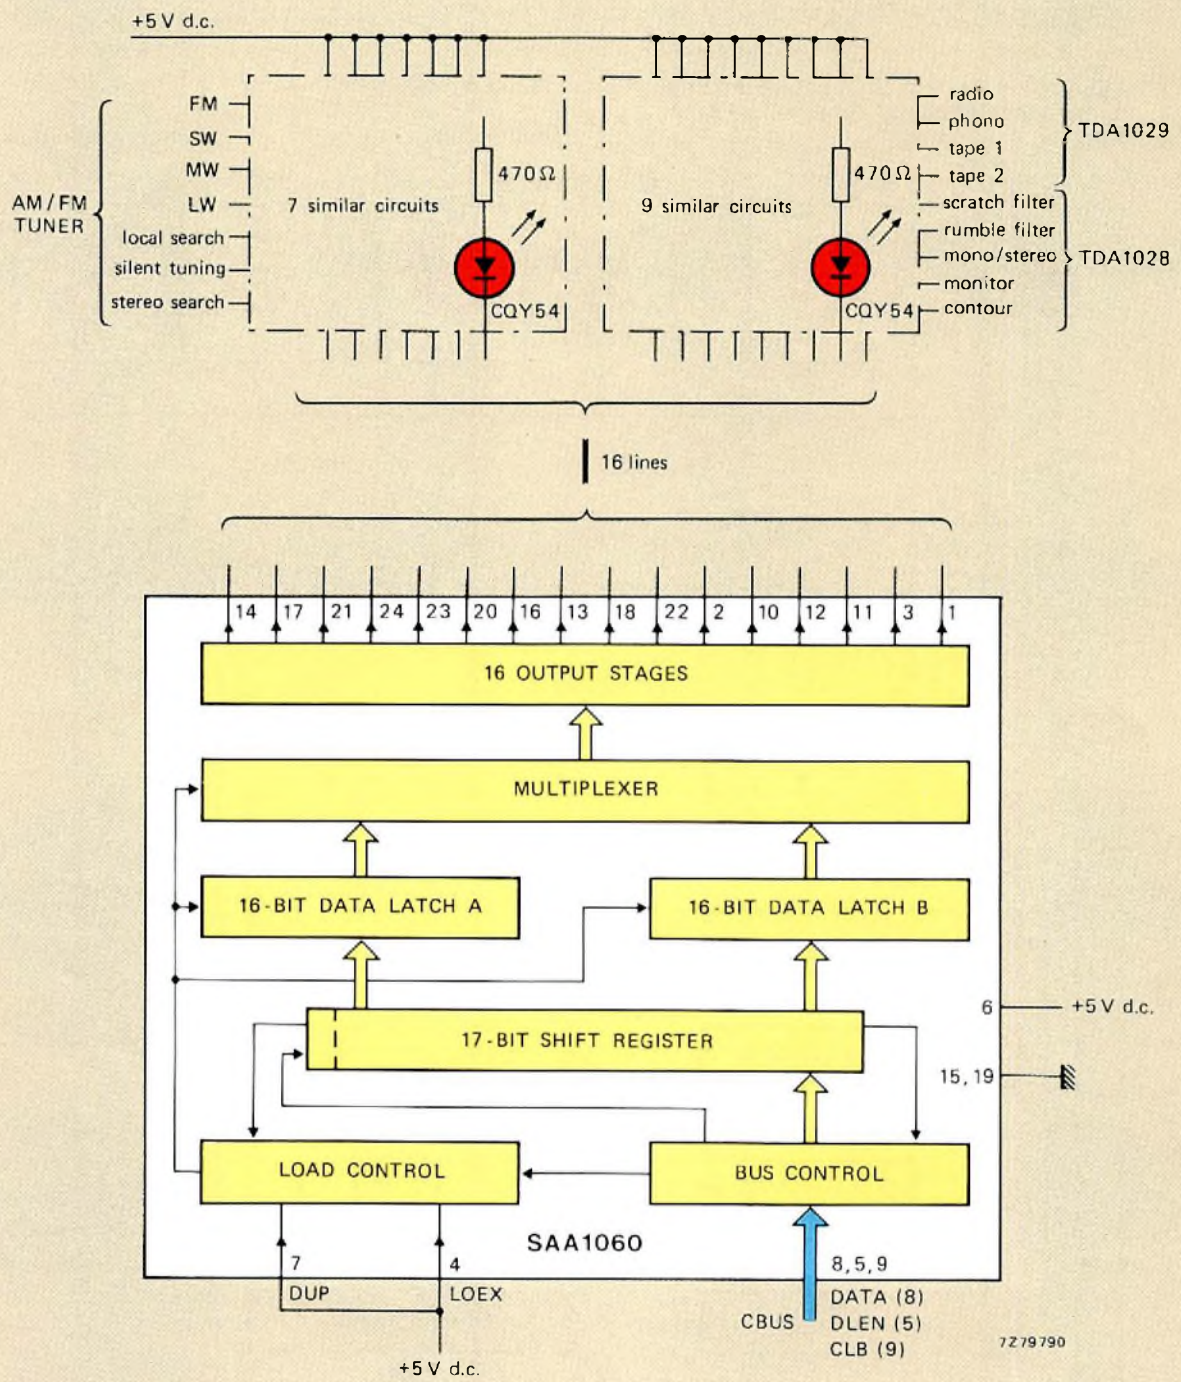 +5 V d.c.
FM
SW
MW
LW
local search
silent tuning
stereo search
AM/FM
TUNER
7 similar circuits
470Ω
CQY54
9 similar circuits
470Ω
CQY54
radio
phono
tape 1
tape 2
scratch filter
rumble filter
mono/stereo
monitor
contour
TDA1029
TDA1028
16 lines
14 17 21 24 23 20 16 13 18 22 2 10 12 11 3 1
16 OUTPUT STAGES
MULTIPLEXER
16-BIT DATA LATCH A
16-BIT DATA LATCH B
17-BIT SHIFT REGISTER
6
+5V d.c.
15, 19
LOAD CONTROL
BUS CONTROL
SAA1060
7
DUP
4
LOEX
+5 V d.c.
8, 5, 9
CBUS
DATA (8)
DLEN (5)
CLB (9)
7Z79790